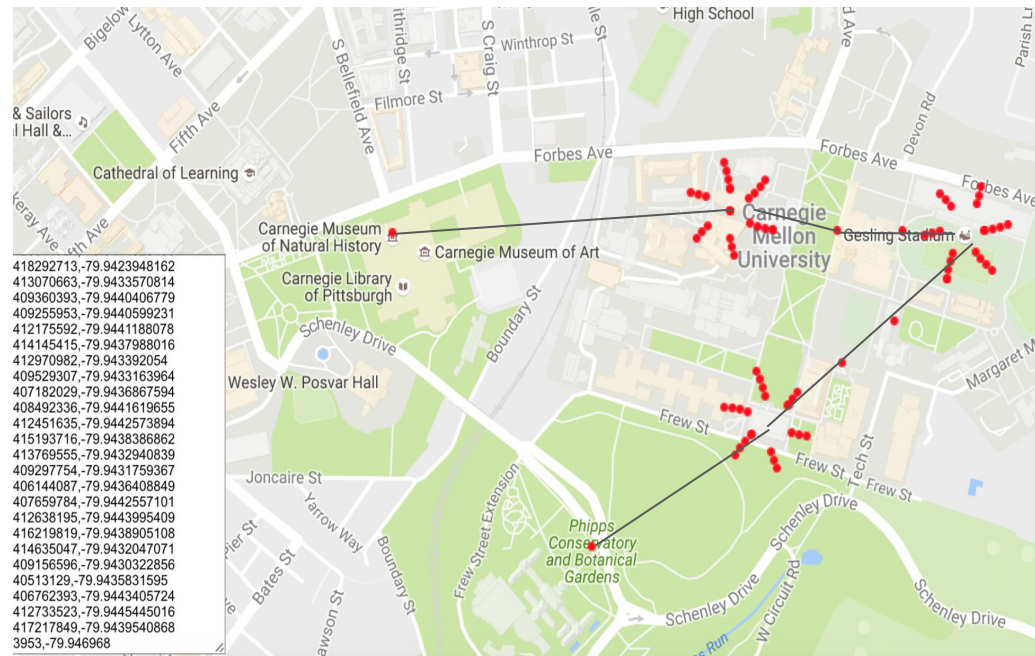 High School
Bigelow
Lytton Ave
S Bellefield Ave
S Craig St
Winthrop St
Filmore St
Fifth Ave
& Sailors
Hall &...
Cathedral of Learning
Forbes Ave
Forbes Ave
Forbes Ave
Devon Rd
Fifth Ave
Carnegie Museum
of Natural History
Carnegie Museum of Art
Carnegie Library
of Pittsburgh
Carnegie
Mellon
University
Gesling Stadium
Boundary St
Schenley Drive
Wesley W. Posvar Hall
Margaret M
Frew St
Frew St
Frew St
Tech St
Joncaire St
Yarrow Way
Frew Street Extension
Bates St
Boundary St
Phipps
Conservatory
and Botanical
Gardens
Schenley Drive
Schenley Drive
Schenley Drive
W Circuit Rd
Run
418292713,-79.9423948162
413070663,-79.9433570814
409360393,-79.9440406779
409255953,-79.9440599231
412175592,-79.9441188078
414145415,-79.9437988016
412970982,-79.943392054
409529307,-79.9433163964
407182029,-79.9436867594
408492336,-79.9441619655
412451635,-79.9442573894
415193716,-79.9438386862
413769555,-79.9432940839
409297754,-79.9431759367
406144087,-79.9436408849
407659784,-79.9442557101
412638195,-79.9443995409
416219819,-79.9438905108
414635047,-79.9432047071
409156596,-79.9430322856
40513129,-79.9435831595
406762393,-79.9443405724
412733523,-79.9445445016
417217849,-79.9439540868
3953,-79.946968